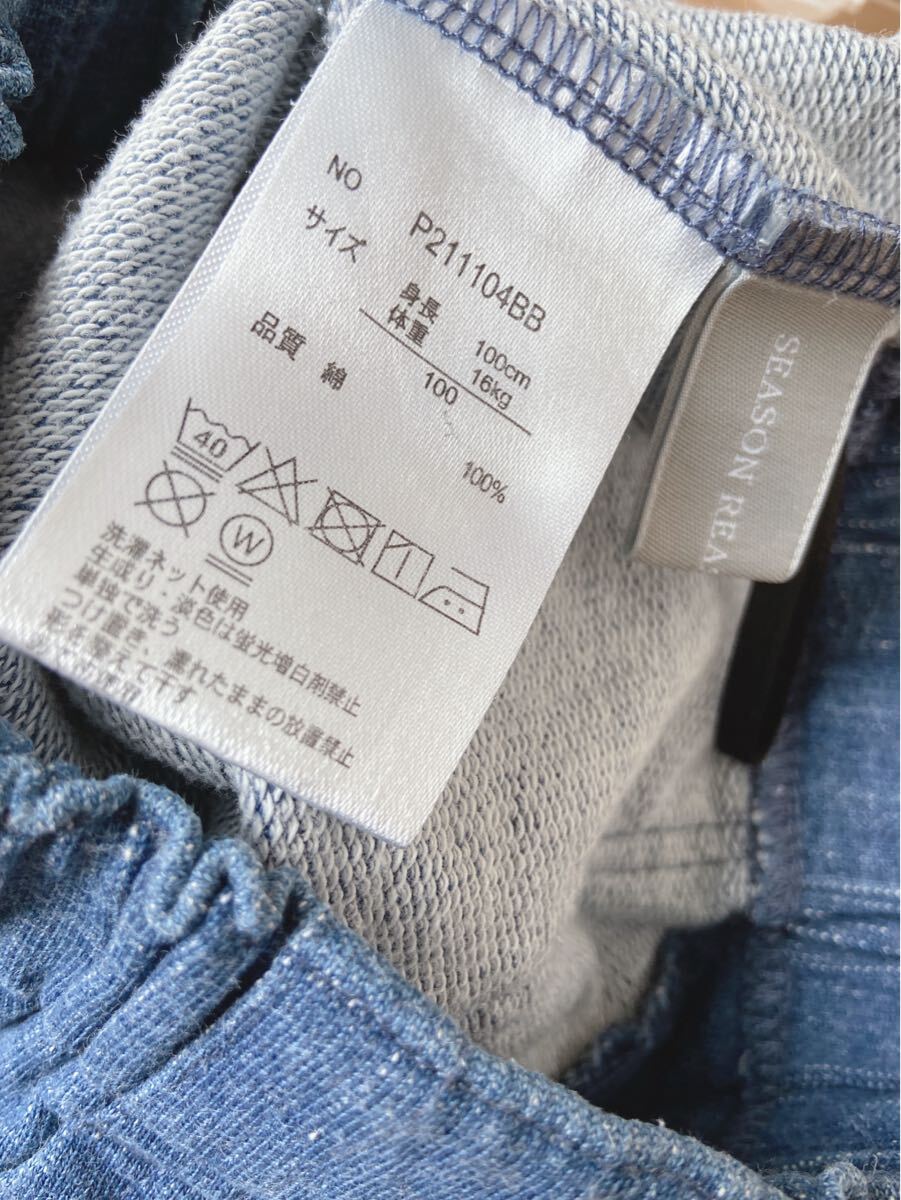 NO P211104BB
サイズ 身長 100cm
体重 16kg
100
品質 綿 100%
40
W
洗濯ネット使用
生成り・淡色は蛍光増白剤禁止
単独で洗う
つけ置き、濡れたままの放置禁止
形を整えて干す
SEASON REA